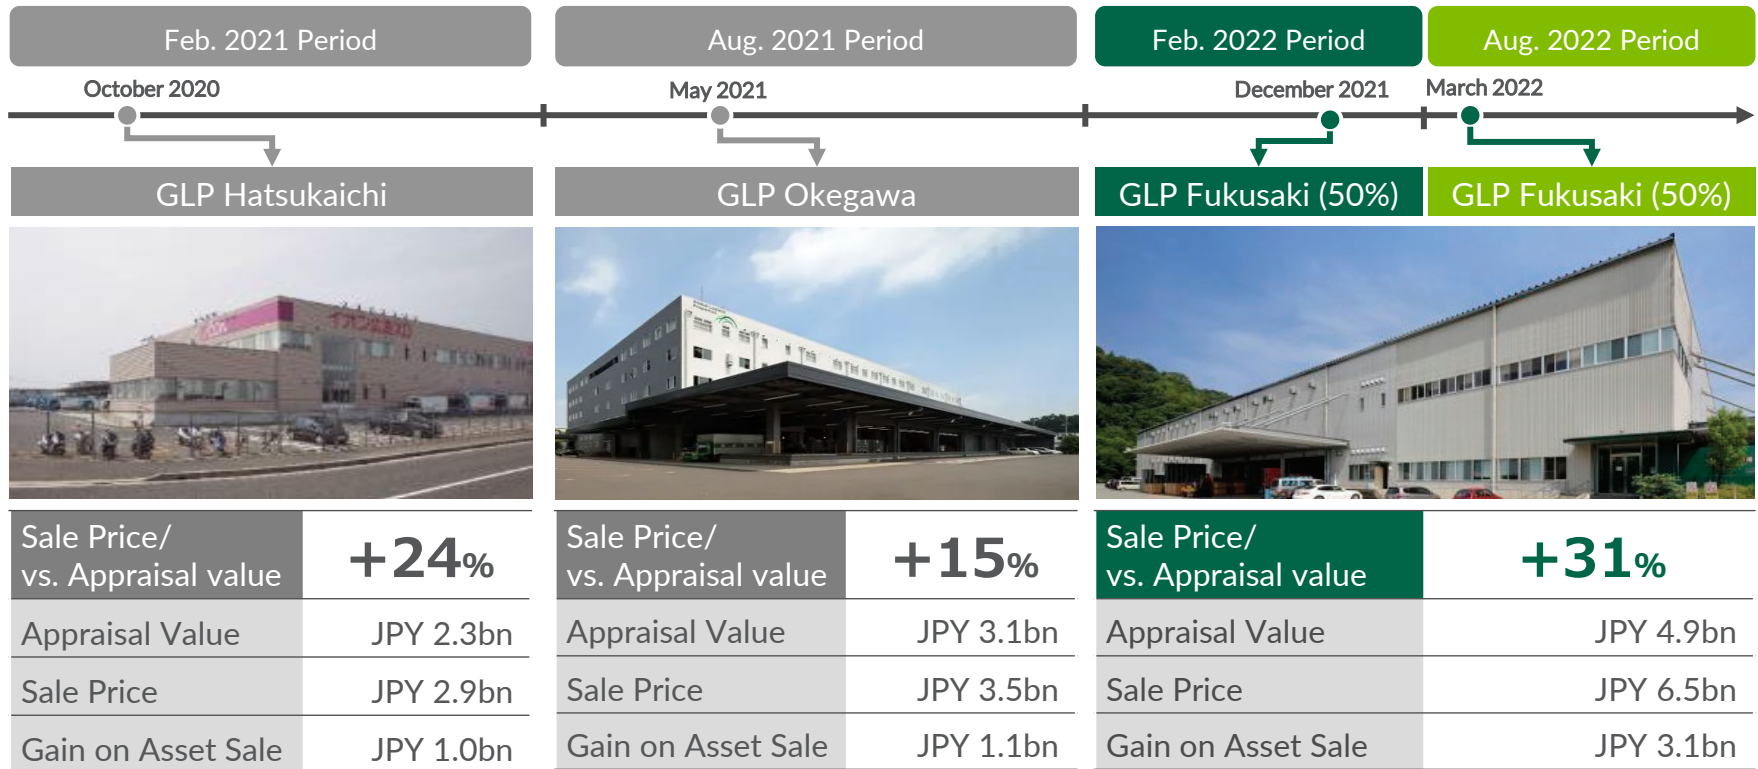 Feb. 2021 Period
Aug. 2021 Period
Feb. 2022 Period
Aug. 2022 Period
October 2020
May 2021
December 2021
March 2022
GLP Hatsukaichi
GLP Okegawa
GLP Fukusaki (50%)
GLP Fukusaki (50%)
Sale Price/
vs. Appraisal value
+24%
Appraisal Value
JPY 2.3bn
Sale Price
JPY 2.9bn
Gain on Asset Sale
JPY 1.0bn
Sale Price/
vs. Appraisal value
+15%
Appraisal Value
JPY 3.1bn
Sale Price
JPY 3.5bn
Gain on Asset Sale
JPY 1.1bn
Sale Price/
vs. Appraisal value
+31%
Appraisal Value
JPY 4.9bn
Sale Price
JPY 6.5bn
Gain on Asset Sale
JPY 3.1bn